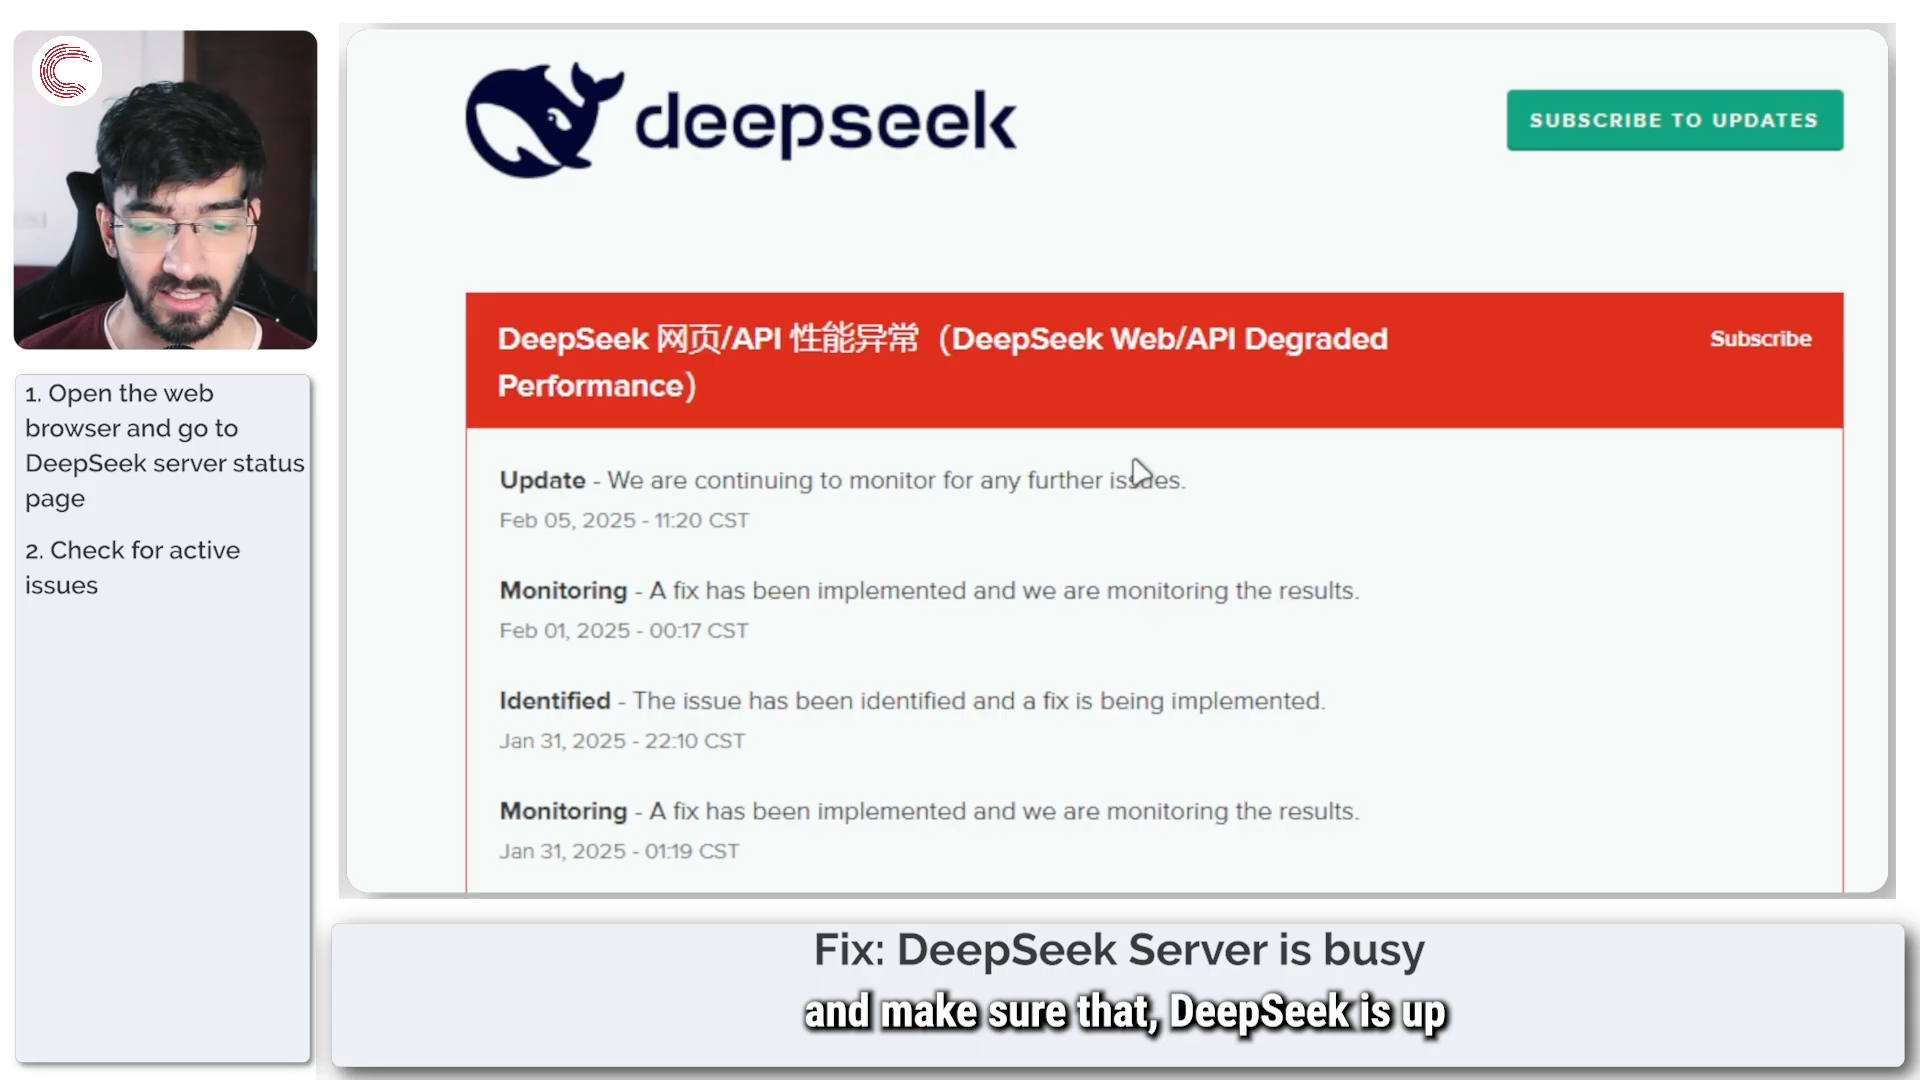 1. Open the web
browser and go to
DeepSeek server status
page
2. Check for active
issues
deepseek
SUBSCRIBE TO UPDATES
DeepSeek 网页/API 性能异常（DeepSeek Web/API Degraded
Performance）
Subscribe
Update - We are continuing to monitor for any further issues.
Feb 05, 2025 - 11:20 CST
Monitoring - A fix has been implemented and we are monitoring the results.
Feb 01, 2025 - 00:17 CST
Identified - The issue has been identified and a fix is being implemented.
Jan 31, 2025 - 22:10 CST
Monitoring - A fix has been implemented and we are monitoring the results.
Jan 31, 2025 - 01:19 CST
Fix: DeepSeek Server is busy
and make sure that, DeepSeek is up